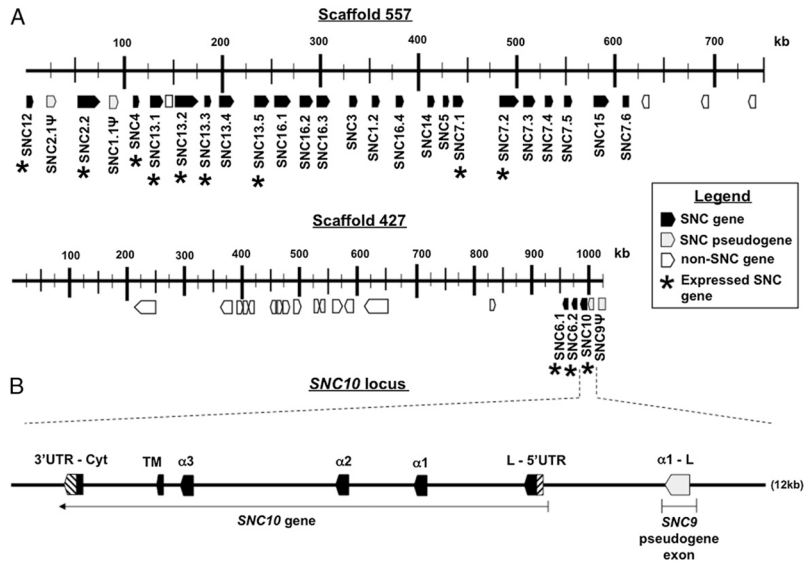 A
Scaffold 557
100 200 300 400 500 600 700 kb
SNC12
SNC2.1Ψ
SNC2.2
SNC1.1Ψ
SNC4
SNC13.1
SNC13.2
SNC13.3
SNC13.4
SNC13.5
SNC16.1
SNC16.2
SNC16.3
SNC3
SNC1.2
SNC16.4
SNC14
SNC5
SNC7.1
SNC7.2
SNC7.3
SNC7.4
SNC7.5
SNC15
SNC7.6
Legend
SNC gene
SNC pseudogene
non-SNC gene
* Expressed SNC
gene
Scaffold 427
100 200 300 400 500 600 700 800 900 1000 kb
SNC6.1
SNC6.2
SNC10
SNC9Ψ
B
SNC10 locus
3'UTR - Cyt TM α3 α2 α1 L - 5'UTR α1 - L
(12kb)
SNC10 gene
SNC9
pseudogene
exon